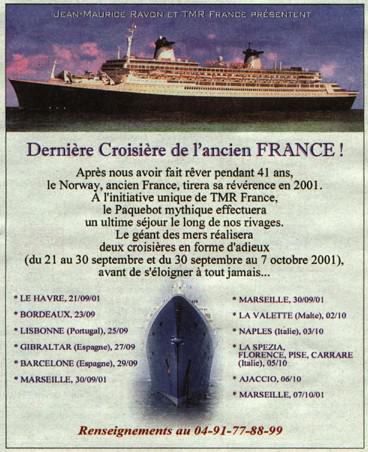 JEAN-MAURICE RAVON ET TMR FRANCE PRÉSENTENT
Dernière Croisière de l'ancien FRANCE !
Après nous avoir fait rêver pendant 41 ans,
le Norway, ancien France, tirera sa révérence en 2001.
A l'initiative unique de TMR France,
le Paquebot mythique effectuera
un ultime séjour le long de nos rivages.
Le géant des mers réalisera
deux croisières en forme d'adieux
(du 21 au 30 septembre et du 30 septembre au 7 octobre 2001),
avant de s'éloigner à tout jamais...
* LE HAVRE, 21/09/01
* BORDEAUX, 23/09
* LISBONNE (Portugal), 25/09
* GIBRALTAR (Espagne), 27/09
* BARCELONE (Espagne), 29/09
* MARSEILLE, 30/09/01
* MARSEILLE, 30/09/01
* LA VALETTE (Malte), 02/10
* NAPLES (Italie), 03/10
* LA SPEZIA,
FLORENCE, PISE, CARRARE
(Italie), 05/10
* AJACCIO, 06/10
* MARSEILLE, 07/10/01
Renseignements au 04-91-77-88-99